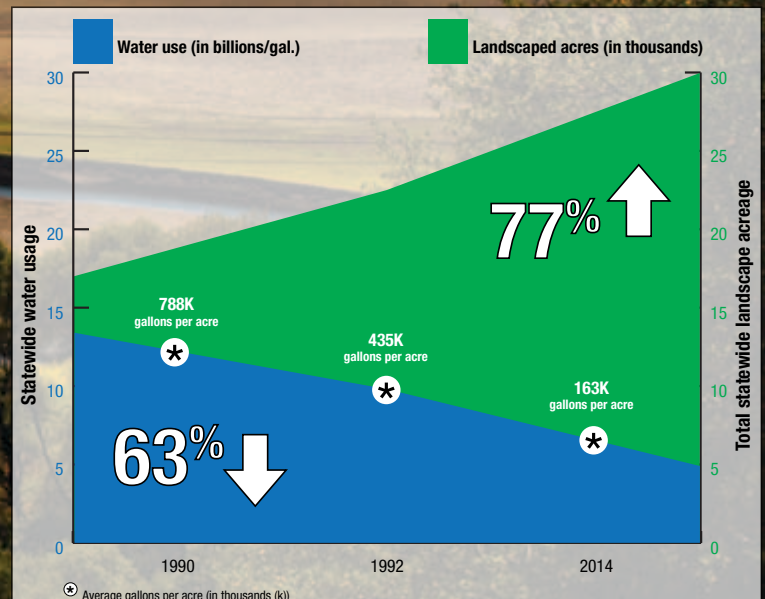 Water use (in billions/gal.)
Landscaped acres (in thousands)
Statewide water usage
30
25
20
15
10
5
0
77%
788K
gallons per acre
435K
gallons per acre
163K
gallons per acre
63%
30
25
20
15
10
5
0
Total statewide landscape acreage
1990
1992
2014
* Average gallons per acre (in thousands (k))